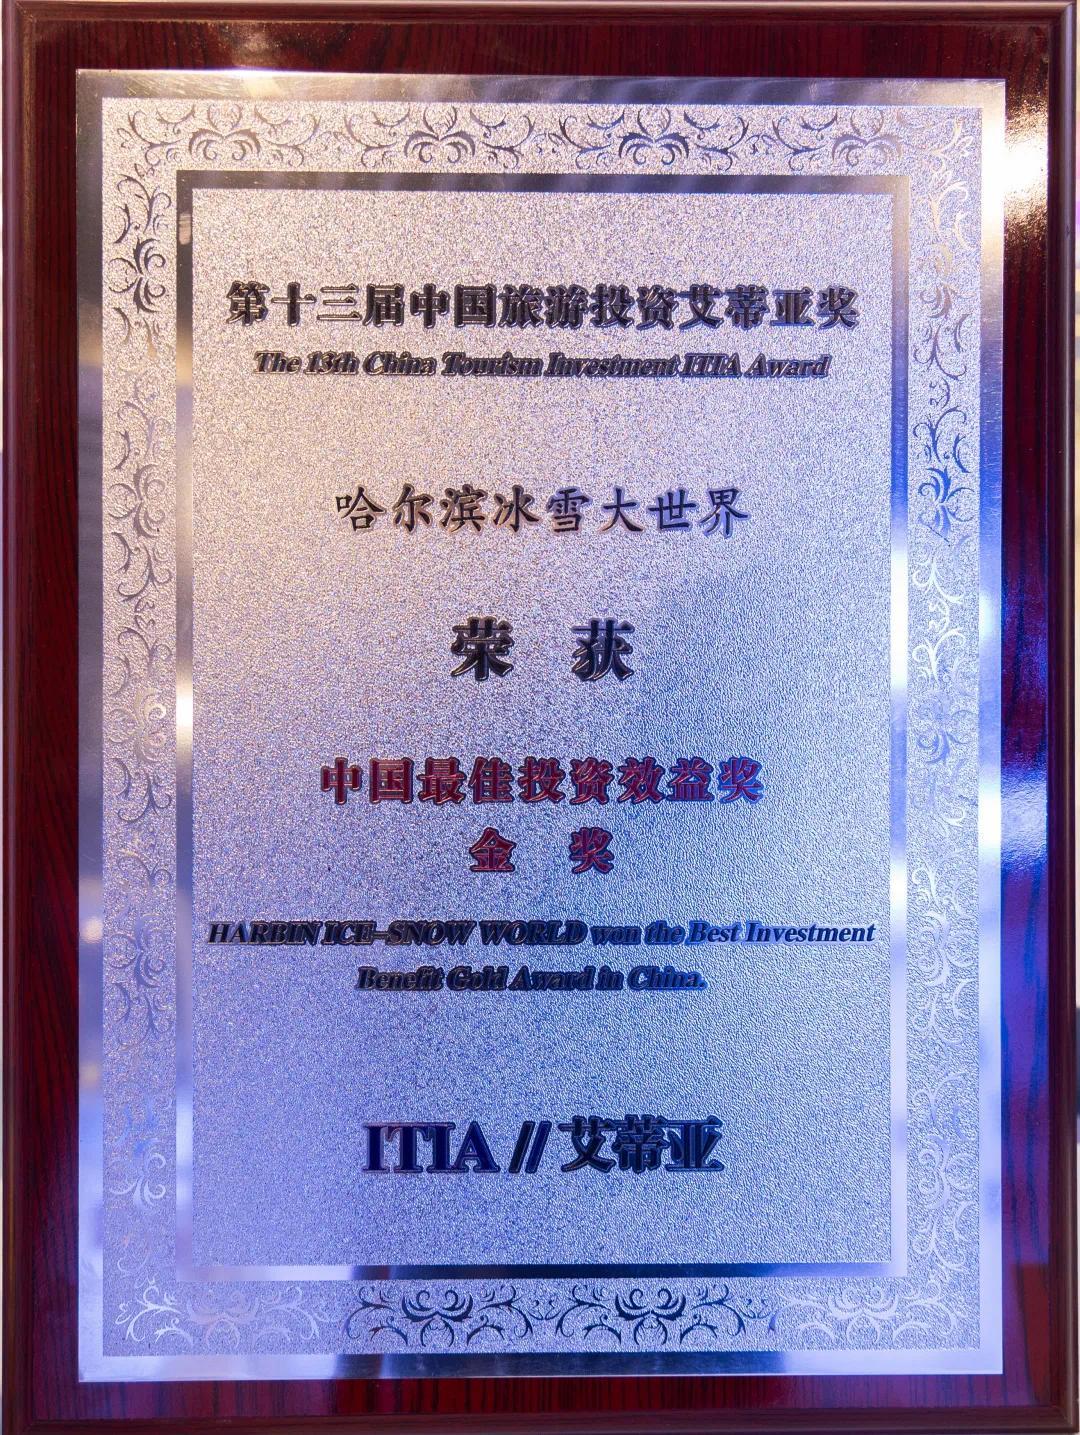 第十三届中国旅游投资艾蒂亚奖
The 13th China Tourism Investment ITIA Award
哈尔滨冰雪大世界
荣 获
中国最佳投资效益奖
金 奖
HARBIN ICE-SNOW WORLD won the Best Investment
Benefit Gold Award in China.
ITIA // 艾蒂亚